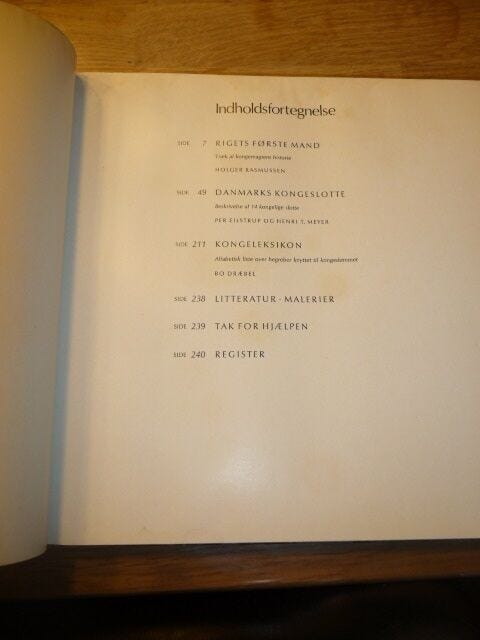 Indholdsfortegnelse
SIDE 7 RIGETS FØRSTE MAND
Træk af kongemagtens historie
HOLGER RASMUSSEN
SIDE 49 DANMARKS KONGESLOTTE
Beskrivelse af 14 kongelige slotte
PER EILSTRUP OG HENRI T. MEYER
SIDE 211 KONGELEKSIKON
Alfabetisk liste over begreber knyttet til kongedømmet
BO DRÆBEL
SIDE 238 LITTERATUR · MALERIER
SIDE 239 TAK FOR HJÆLPEN
SIDE 240 REGISTER